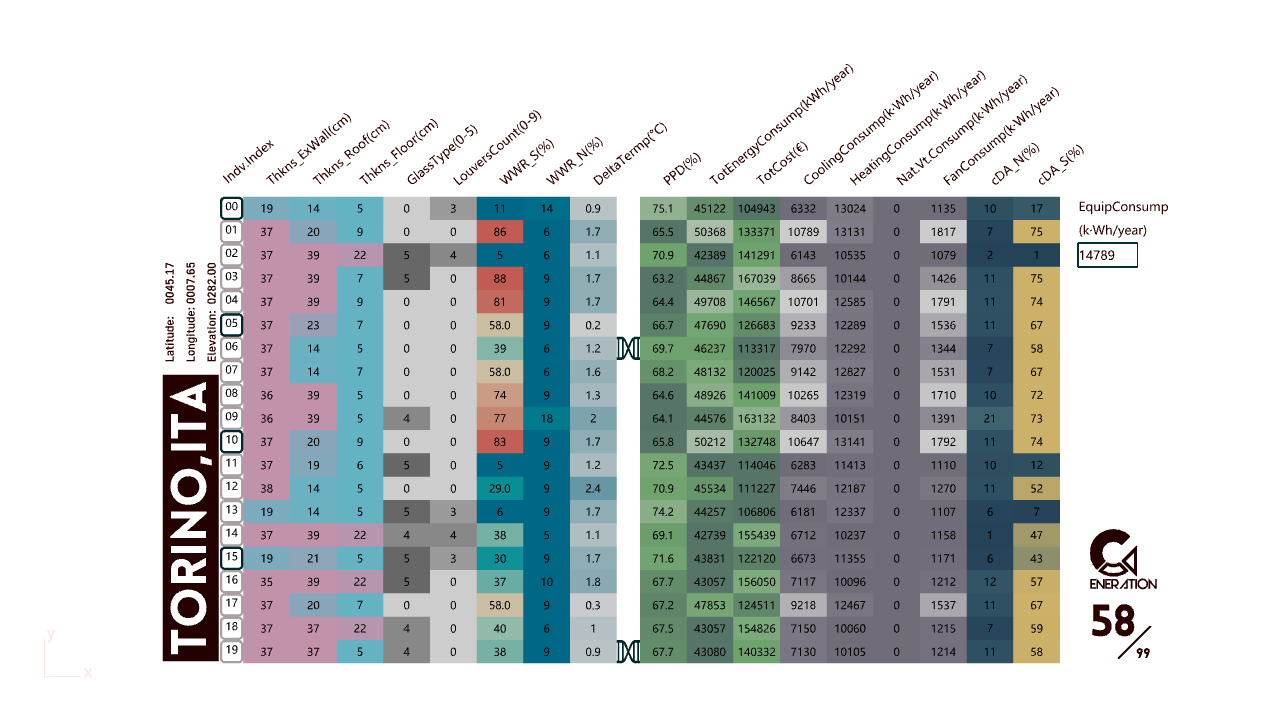 Indv.Index Thkns_ExWall(cm) Thkns_Roof(cm) Thkns_Floor(cm) GlassType(0-5) LouversCount(0-9) WWR_S(%) WWR_N(%) DeltaTermp(°C) PPD(%) TotEnergyConsump(kWh/year) TotCost(€) CoolingConsump(k·Wh/year) HeatingConsump(k·Wh/year) Nat.Vt.Consump(k·Wh/year) FanConsump(k·Wh/year) cDA_N(%) cDA_S(%)
00 19 14 5 0 3 11 14 0.9 75.1 45122 104943 6332 13024 0 1135 10 17
01 37 20 9 0 0 86 6 1.7 65.5 50368 133371 10789 13131 0 1817 7 75
02 37 39 22 5 4 5 6 1.1 70.9 42389 141291 6143 10535 0 1079 2 1
03 37 39 7 5 0 88 9 1.7 63.2 44867 167039 8665 10144 0 1426 11 75
04 37 39 9 0 0 81 9 1.7 64.4 49708 146567 10701 12585 0 1791 11 74
05 37 23 7 0 0 58.0 9 0.2 66.7 47690 126683 9233 12289 0 1536 11 67
06 37 14 5 0 0 39 6 1.2 69.7 46237 113317 7970 12292 0 1344 7 58
07 37 14 7 0 0 58.0 9 1.6 68.2 48132 120025 9142 12827 0 1531 7 67
08 36 39 5 0 0 74 9 1.3 64.6 48926 141009 10265 12319 0 1710 10 72
09 36 39 5 4 0 77 18 2 64.1 44576 163132 8403 10151 0 1391 21 73
10 37 20 9 0 0 83 9 1.7 65.8 50212 132748 10647 13141 0 1792 11 74
11 37 19 6 5 0 5 9 1.2 72.5 43437 114046 6283 11413 0 1110 10 12
12 38 14 5 0 0 29.0 9 2.4 70.9 45534 111227 7446 12187 0 1270 11 52
13 19 14 5 5 3 6 9 1.7 74.2 44257 106806 6181 12337 0 1107 6 7
14 37 39 22 4 4 38 5 1.1 69.1 42739 155439 6712 10237 0 1158 1 47
15 19 21 5 5 3 30 9 1.7 71.6 43831 122120 6673 11355 0 1171 6 43
16 35 39 22 5 0 37 10 1.8 67.7 43057 156050 7117 10096 0 1212 12 57
17 37 20 7 0 0 58.0 9 0.3 67.2 47853 124511 9218 12467 0 1537 11 67
18 37 37 22 4 0 40 6 1 67.5 43057 154826 7150 10060 0 1215 7 59
19 37 37 5 4 0 38 9 0.9 67.7 43080 140332 7130 10105 0 1214 11 58
EquipConsump
(k·Wh/year)
14789
Latitude: 0045.17
Longitude: 0007.65
Elevation: 0282.00
TORINO,ITA
ENERATION
58/99
y
x